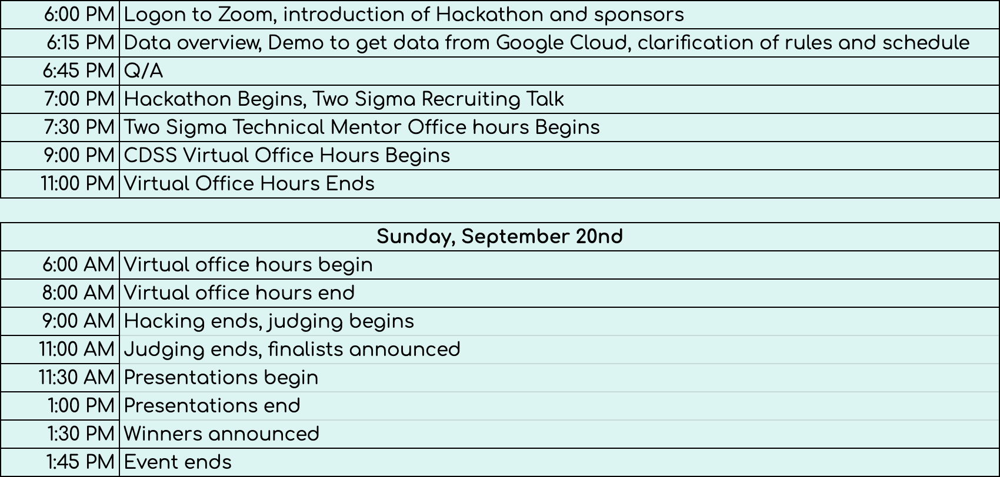 6:00 PM Logon to Zoom, introduction of Hackathon and sponsors
6:15 PM Data overview, Demo to get data from Google Cloud, clarification of rules and schedule
6:45 PM Q/A
7:00 PM Hackathon Begins, Two Sigma Recruiting Talk
7:30 PM Two Sigma Technical Mentor Office hours Begins
9:00 PM CDSS Virtual Office Hours Begins
11:00 PM Virtual Office Hours Ends
Sunday, September 20nd
6:00 AM Virtual office hours begin
8:00 AM Virtual office hours end
9:00 AM Hacking ends, judging begins
11:00 AM Judging ends, finalists announced
11:30 AM Presentations begin
1:00 PM Presentations end
1:30 PM Winners announced
1:45 PM Event ends